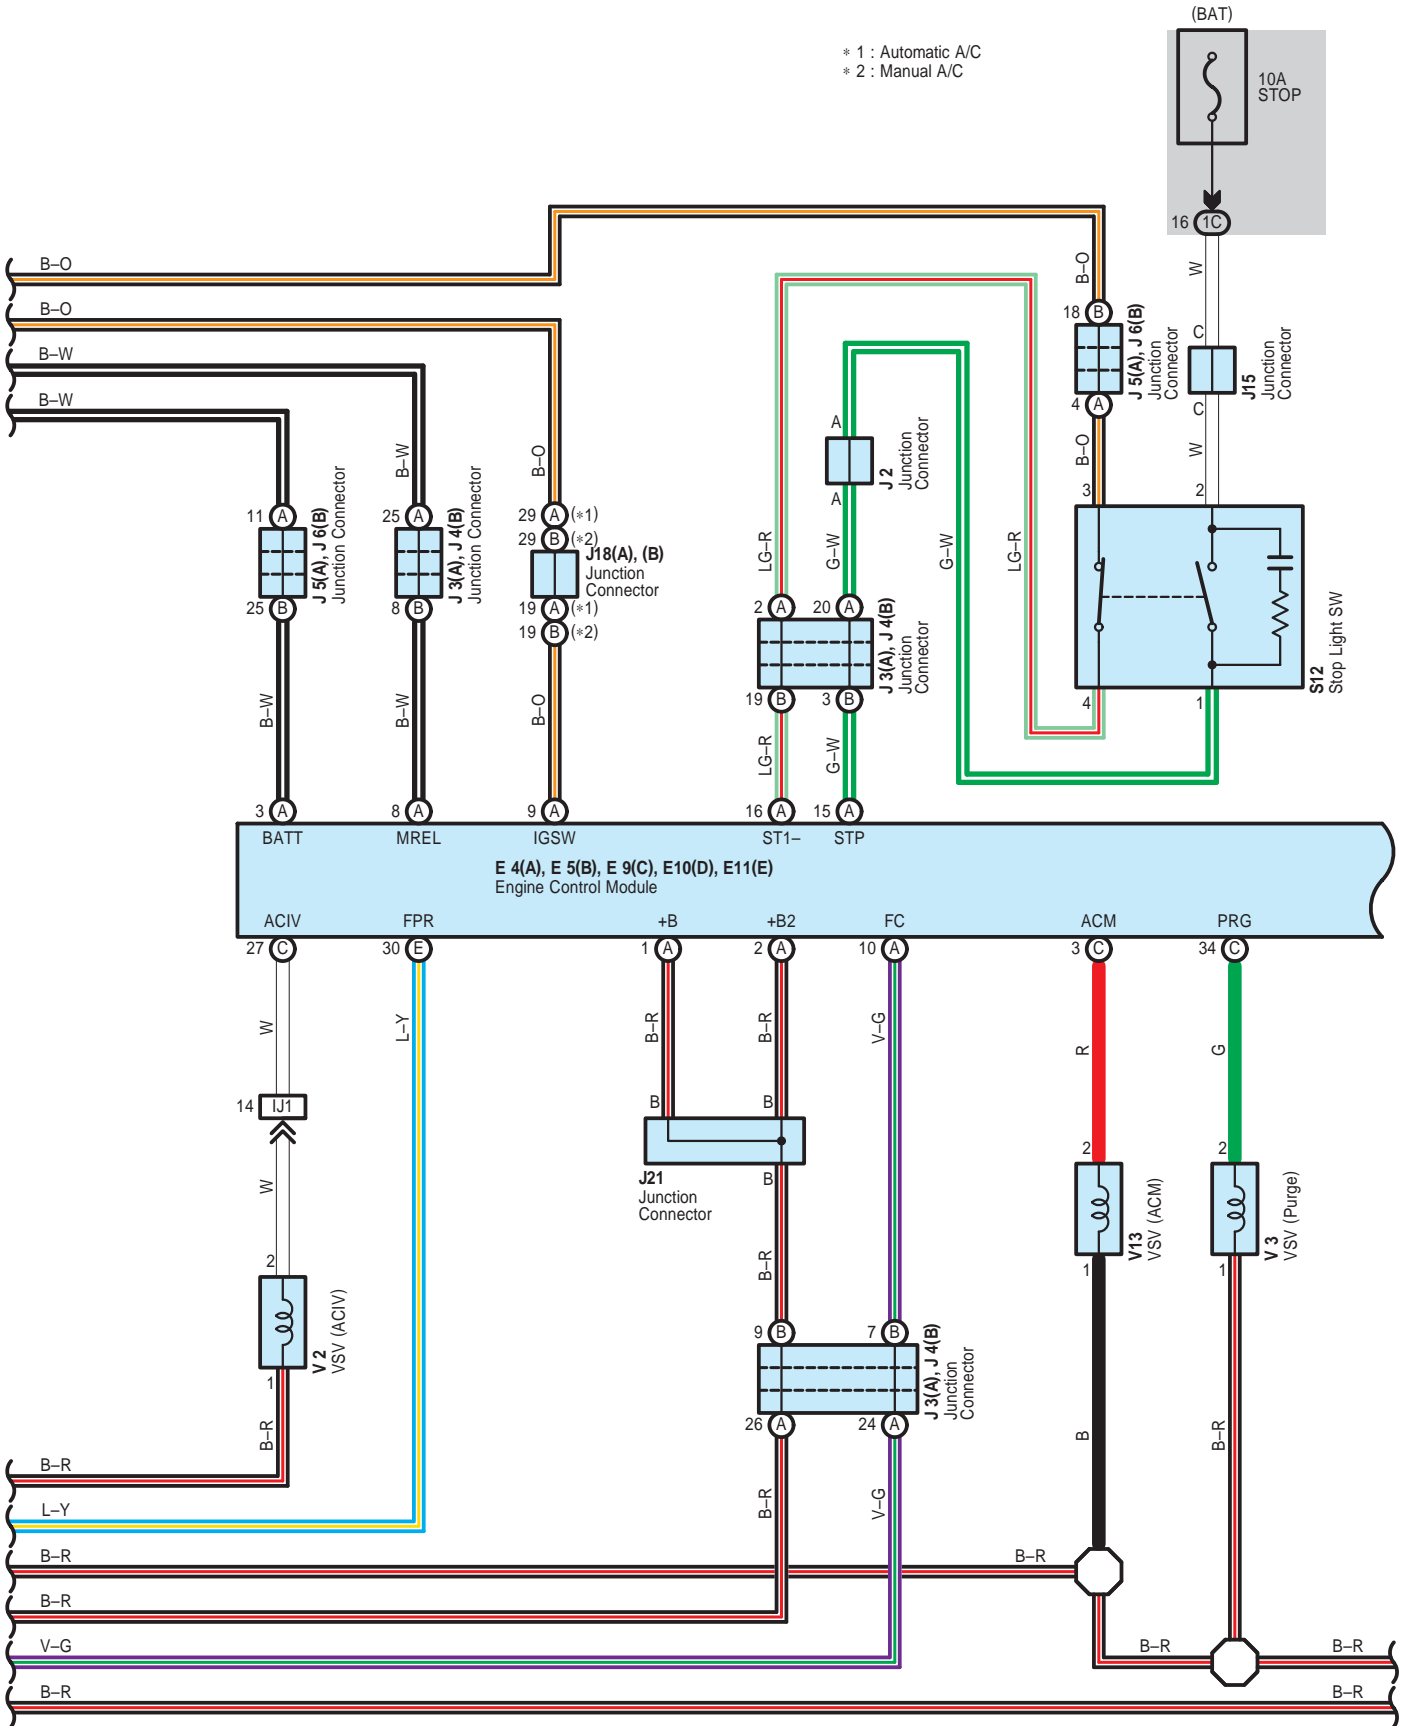 (BAT)
* 1 : Automatic A/C
* 2 : Manual A/C
10A
STOP
16 1C
B–O
B–O
B–W
B–W
B–O
W
18 B
C
J 5(A), J 6(B)
Junction
Connector
J15
Junction
Connector
4 A
C
A
J 2
Junction
Connector
A
B–W
B–O
B–O
W
3
2
11 A
25 A
29 A (*1)
29 B (*2)
J 5(A), J 6(B)
Junction Connector
J 3(A), J 4(B)
Junction Connector
J18(A), (B)
Junction
Connector
LG–R
G–W
G–W
LG–R
25 B
8 B
19 A (*1)
19 B (*2)
2 A
20 A
J 3(A), J 4(B)
Junction
Connector
19 B
3 B
S12
Stop Light SW
4
1
B–W
B–W
B–O
LG–R
G–W
3 A
8 A
9 A
16 A
15 A
BATT
MREL
IGSW
ST1–
STP
E 4(A), E 5(B), E 9(C), E10(D), E11(E)
Engine Control Module
ACIV
FPR
+B
+B2
FC
ACM
PRG
27 C
30 E
1 A
2 A
10 A
3 C
34 C
W
L–Y
B–R
B–R
V–G
R
G
14 IJ1
B
B
J21
Junction
Connector
B
2
2
W
V13
VSV (ACM)
V 3
VSV (Purge)
2
B–R
1
1
V 2
VSV (ACIV)
9 B
7 B
J 3(A), J 4(B)
Junction
Connector
1
26 A
24 A
B–R
B
B–R
B–R
B–R
V–G
L–Y
B–R
B–R
B–R
V–G
B–R
B–R
B–R
B–R